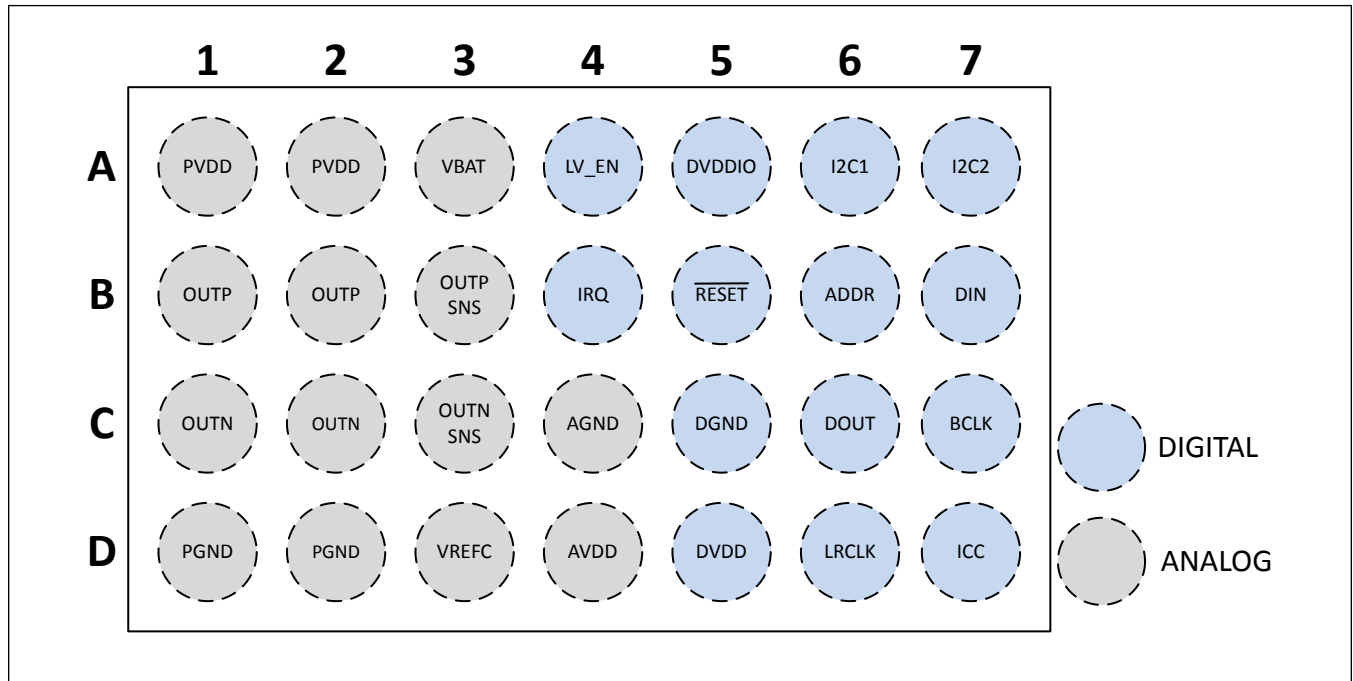 1 2 3 4 5 6 7
A PVDD PVDD VBAT LV_EN DVDDIO I2C1 I2C2
B OUTP OUTP OUTP SNS IRQ RESET ADDR DIN
C OUTN OUTN OUTN SNS AGND DGND DOUT BCLK
D PGND PGND VREFC AVDD DVDD LRCLK ICC
DIGITAL
ANALOG